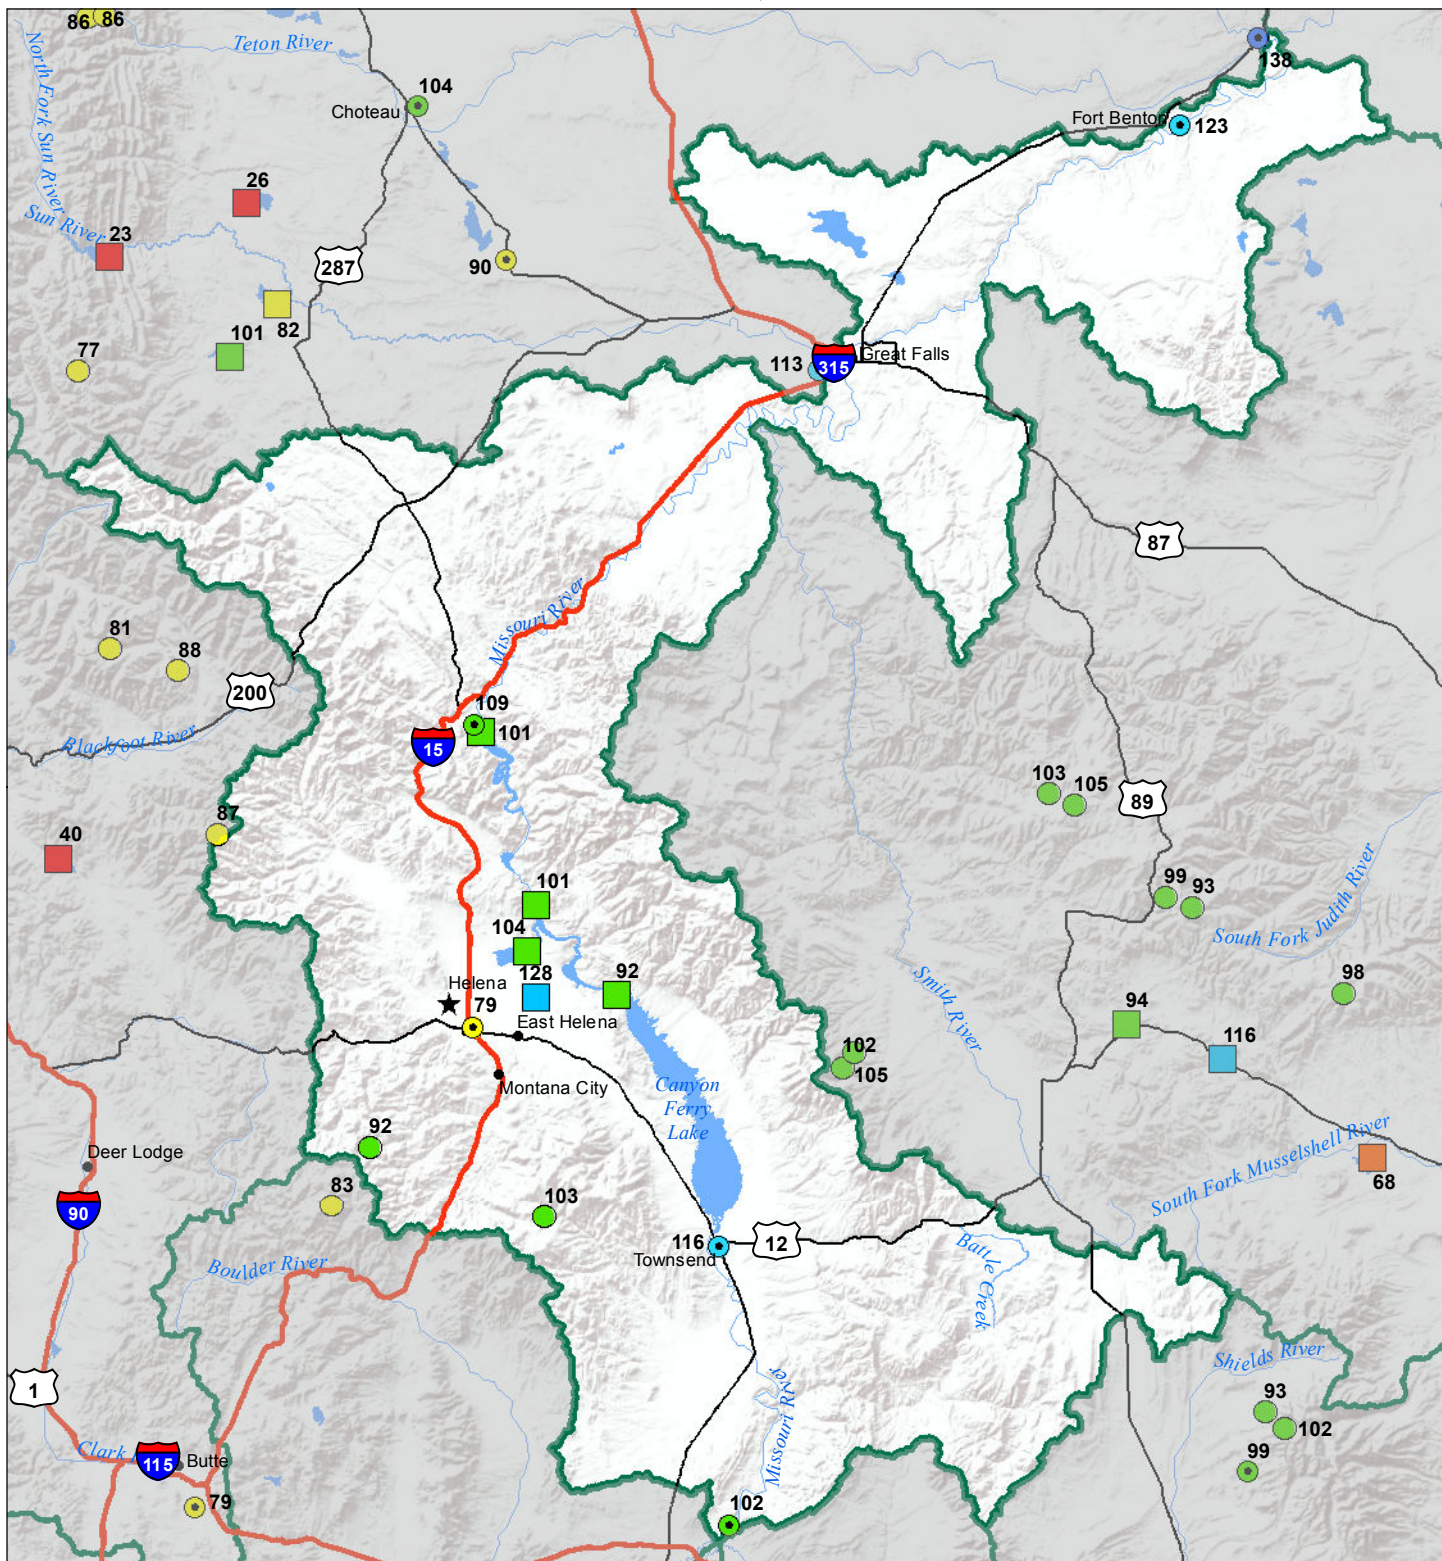 86
86
Teton River
138
North Fork Sun River
104
Choteau
Fort Benton
123
26
Sun River
23
287
90
82
101
77
113
315
Great Falls
87
Missouri River
81
88
200
109
101
Blackfoot River
15
103
105
89
87
40
101
99
93
South Fork Judith River
104
128
92
Helena
98
79
East Helena
94
Smith River
116
102
105
Montana City
Canyon
Ferry
Lake
92
Deer Lodge
South Fork Musselshell River
68
83
103
90
116
12
Townsend
Battle Creek
Boulder River
Shields River
1
Missouri River
93
102
Clark
115
Butte
99
79
102